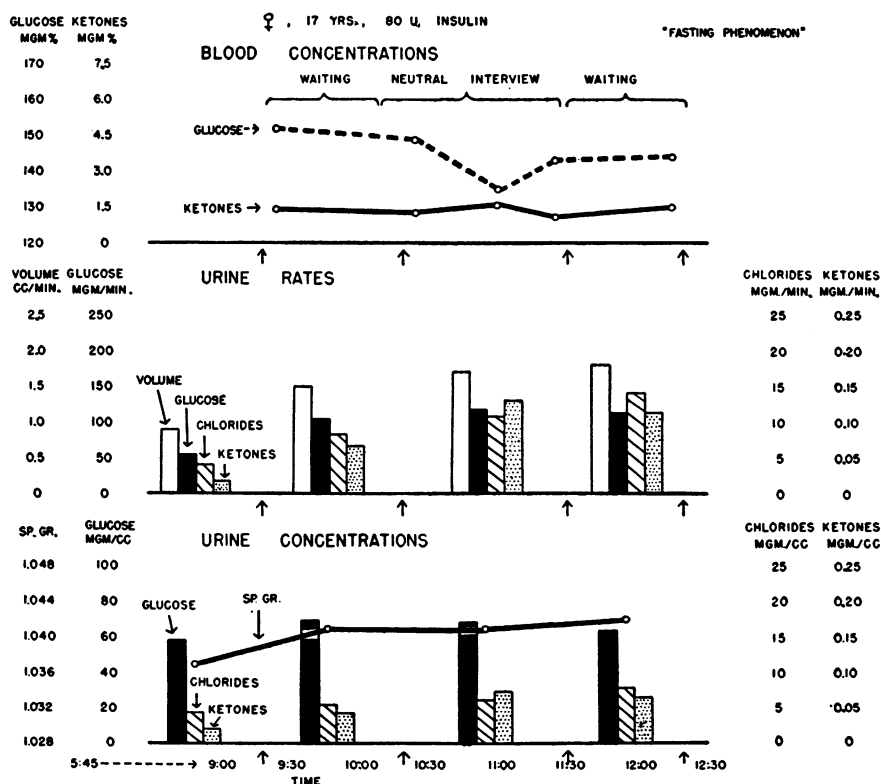 GLUCOSE KETONES ♀, 17 YRS., 80 U. INSULIN
MGM% MGM% "FASTING PHENOMENON"
BLOOD CONCENTRATIONS
170 7.5
WAITING NEUTRAL INTERVIEW WAITING
160 6.0
GLUCOSE→
150 4.5
140 3.0
KETONES →
130 1.5
120 0
VOLUME GLUCOSE URINE RATES CHLORIDES KETONES
CC/MIN. MGM/MIN. MGM./MIN. MGM./MIN.
2.5 250 25 0.25
2.0 200 20 0.20
VOLUME
1.5 150 15 0.15
GLUCOSE
CHLORIDES
1.0 100 10 0.10
KETONES
0.5 50 5 0.05
0 0 0 0
SP. GR. GLUCOSE URINE CONCENTRATIONS CHLORIDES KETONES
MGM/CC MGM/CC MGM/CC
1.048 100 25 0.25
1.044 80 20 0.20
GLUCOSE SP. GR.
1.040 60 15 0.15
1.036 40 10 0.10
CHLORIDES
KETONES
1.032 20 5 0.05
1.028 0 0 0
5:45 9:00 9:30 10:00 10:30 11:00 11:30 12:00 12:30
TIME